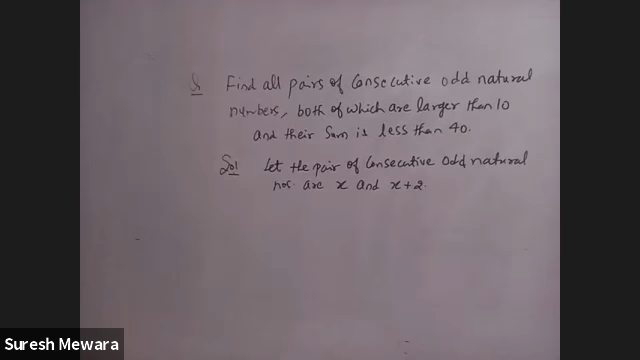 Q. Find all pairs of Consecutive odd natural
numbers, both of which are larger than 10
and their Sum is less than 40.
Sol Let the pair of Consecutive odd natural
nos. are x and x+2.
Suresh Mewara